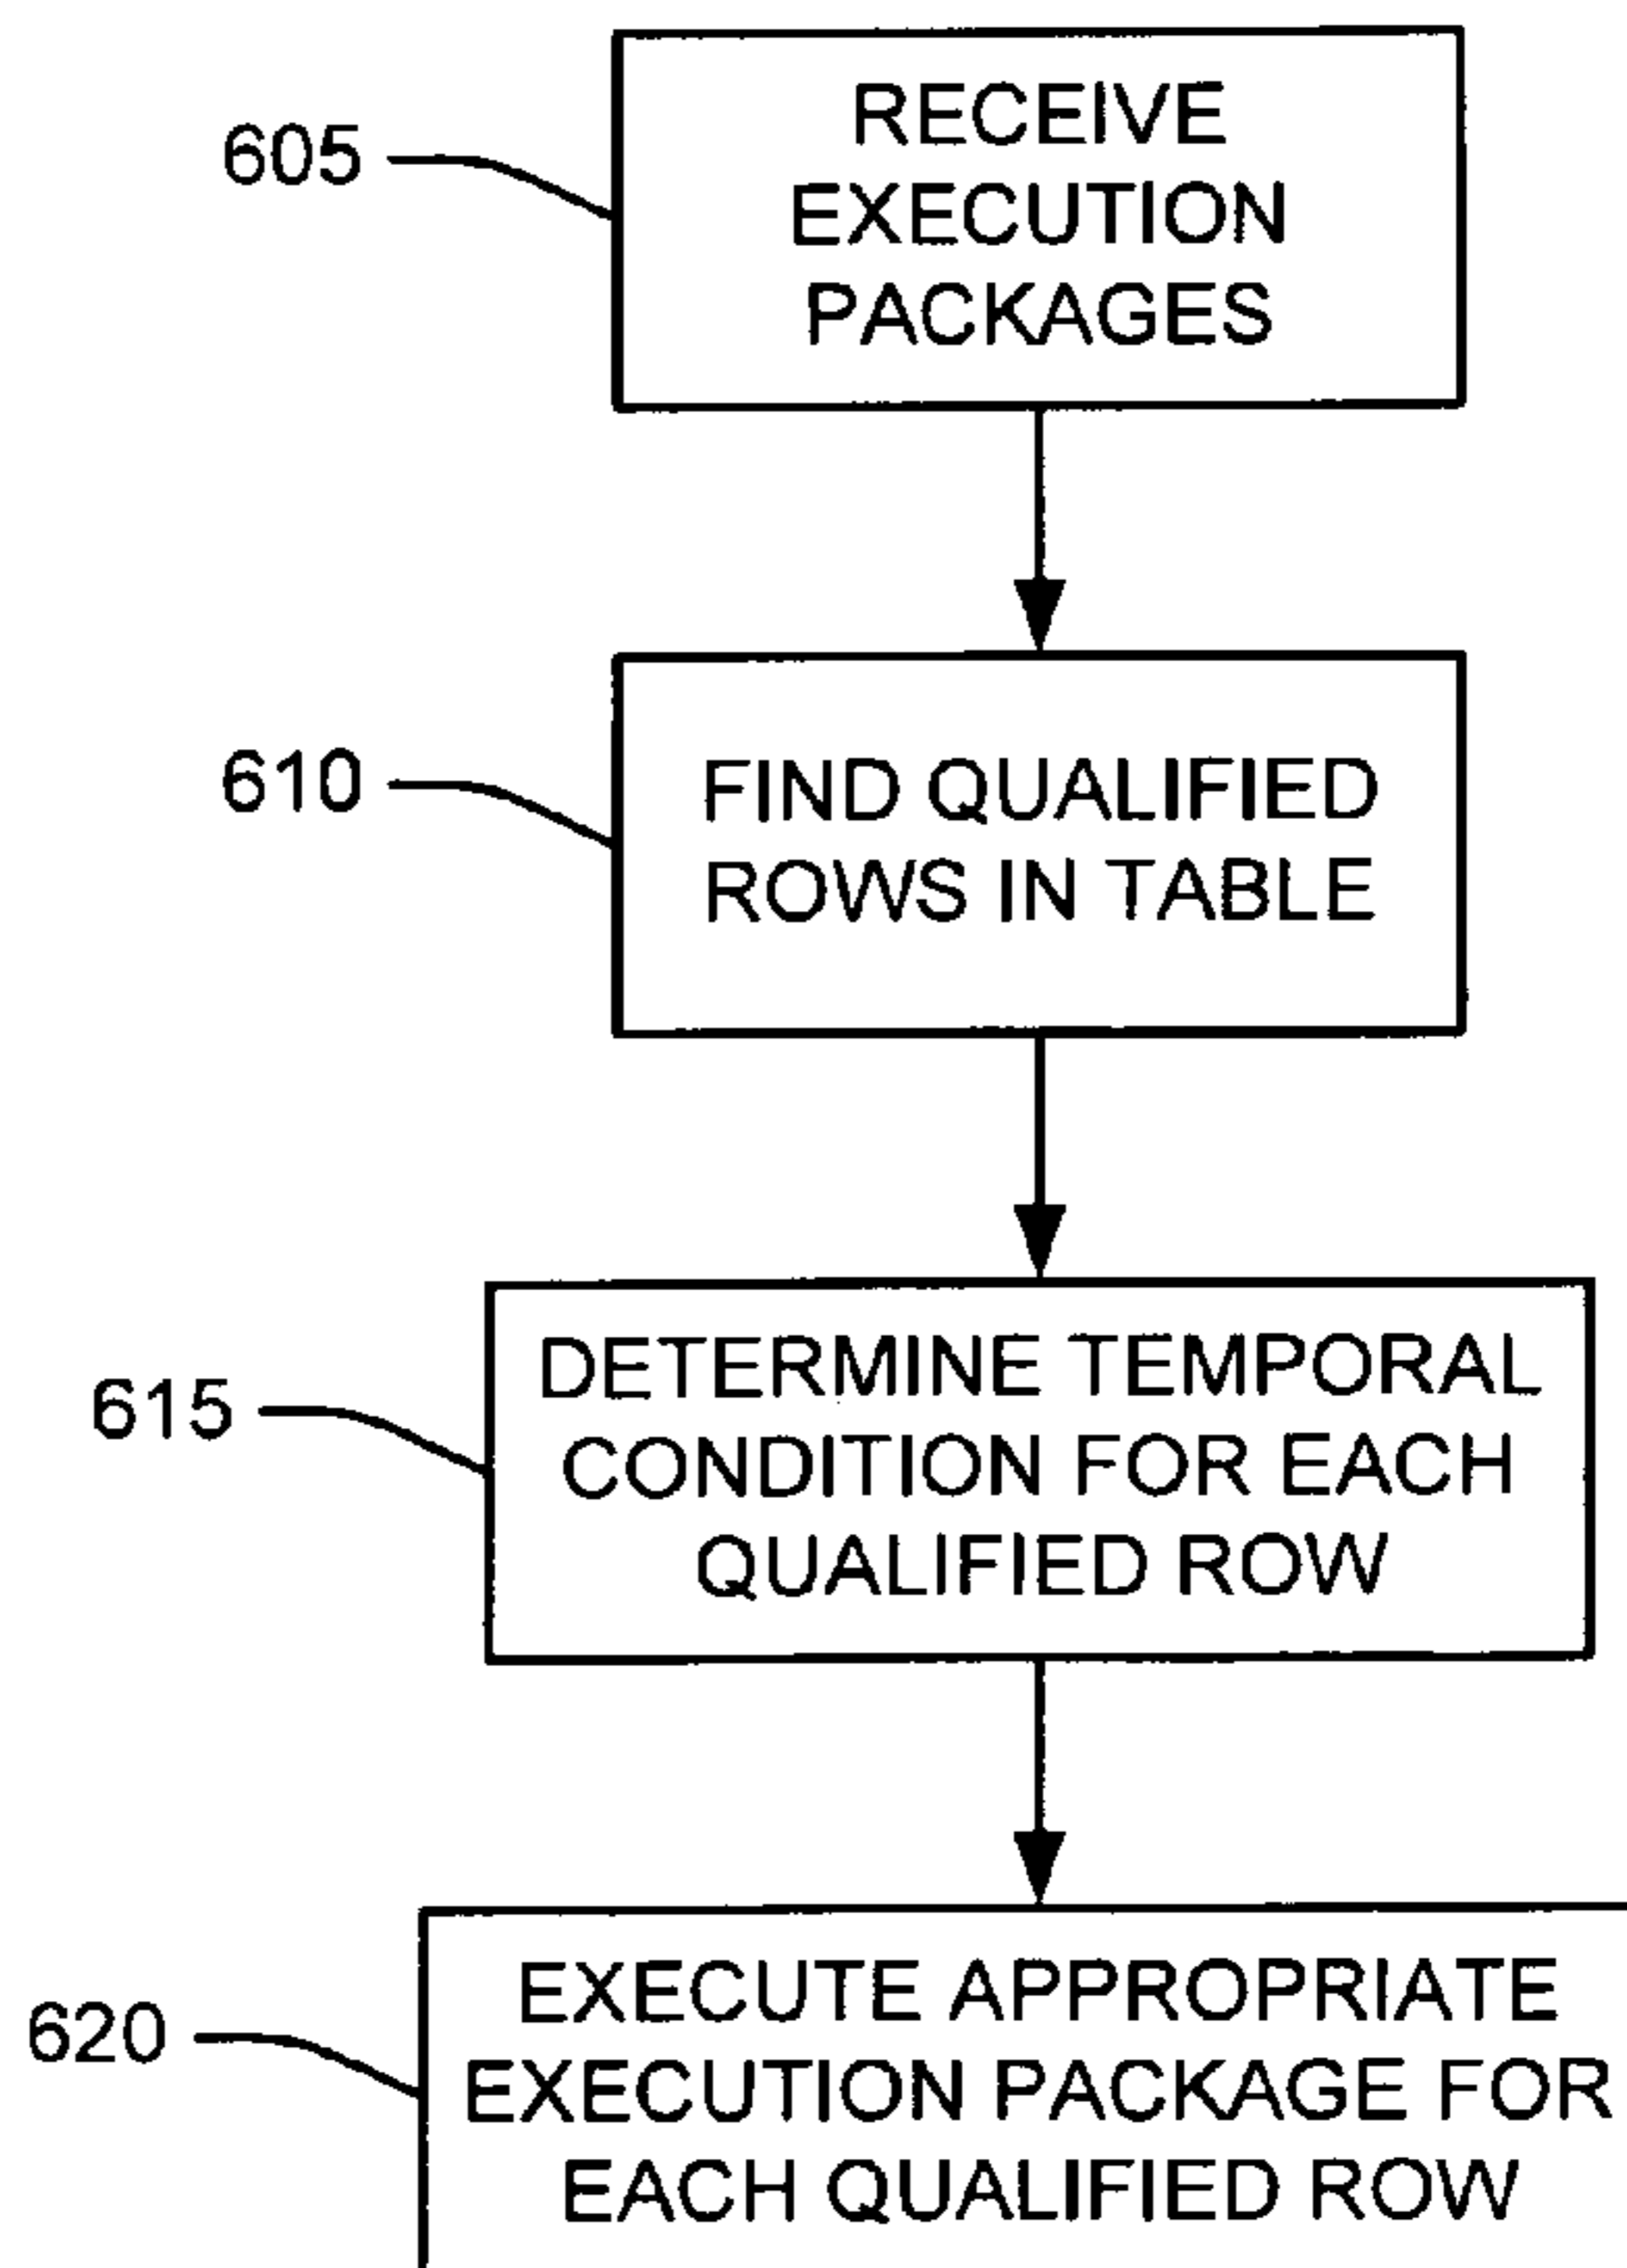 605
RECEIVE
EXECUTION
PACKAGES
610
FIND QUALIFIED
ROWS IN TABLE
615
DETERMINE TEMPORAL
CONDITION FOR EACH
QUALIFIED ROW
620
EXECUTE APPROPRIATE
EXECUTION PACKAGE FOR
EACH QUALIFIED ROW